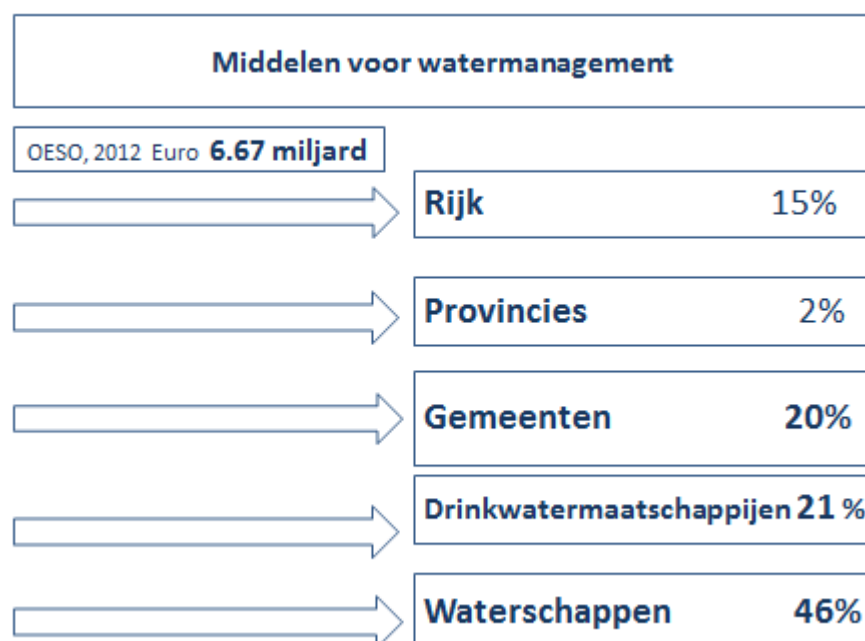 Middelen voor watermanagement
OESO, 2012 Euro 6.67 miljard
Rijk 15%
Provincies 2%
Gemeenten 20%
Drinkwatermaatschappijen 21 %
Waterschappen 46%